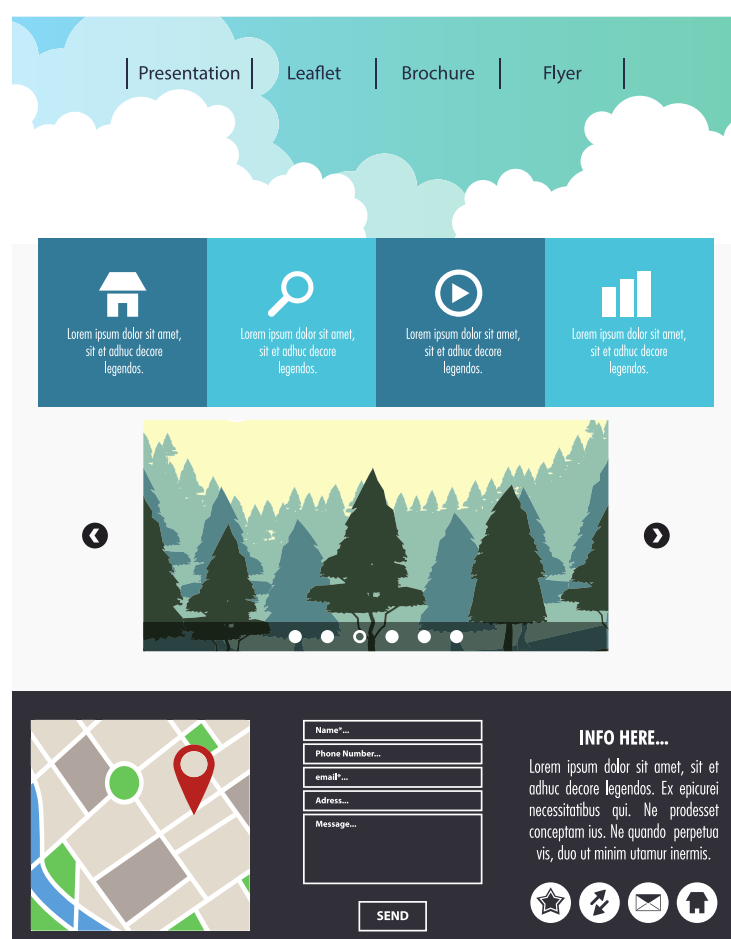 Presentation
Leaflet
Brochure
Flyer
Lorem ipsum dolor sit amet,
sit et adhuc decore
legendos.
Lorem ipsum dolor sit amet,
sit et adhuc decore
legendos.
Lorem ipsum dolor sit amet,
sit et adhuc decore
legendos.
Lorem ipsum dolor sit amet,
sit et adhuc decore
legendos.
Name*...
Phone Number...
email*...
Adress...
Message...
SEND
INFO HERE...
Lorem ipsum dolor sit amet, sit et
adhuc decore legendos. Ex epicurei
necessitatibus qui. Ne prodesset
conceptam ius. Ne quando perpetua
vis, duo ut minim utamur inermis.